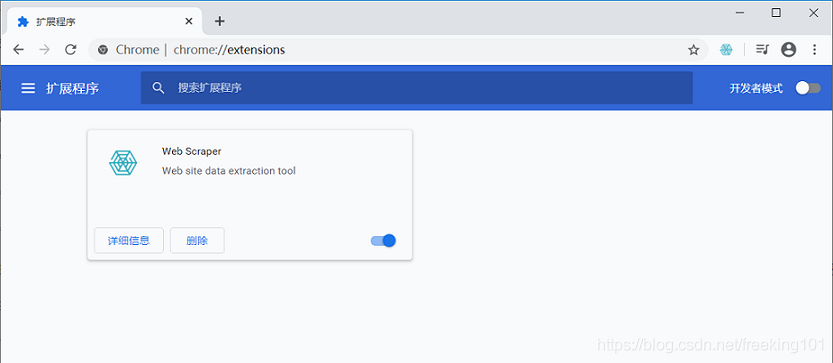 扩展程序
Chrome | chrome://extensions
扩展程序
搜索扩展程序
开发者模式
Web Scraper
Web site data extraction tool
详细信息
删除
https://blog.csdn.net/freeking101